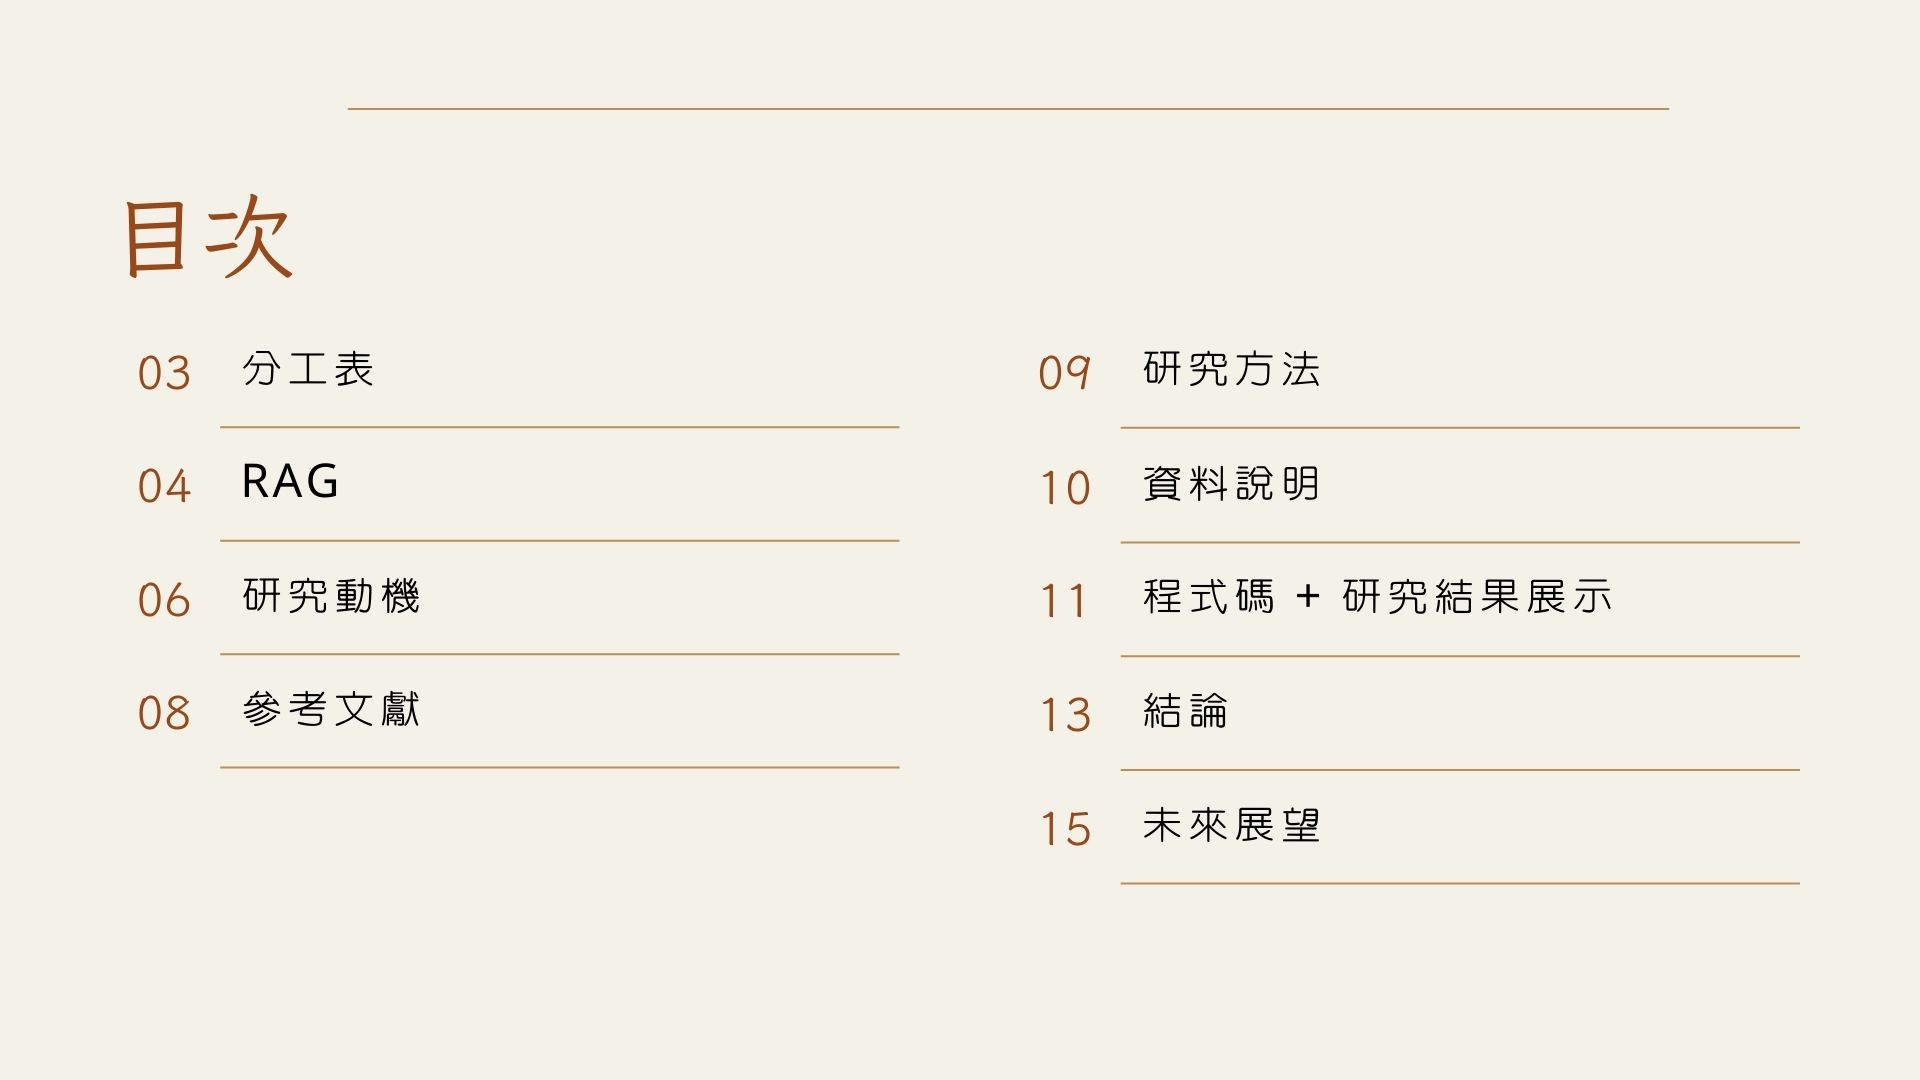 目次
03 分工表
04 RAG
06 研究動機
08 參考文獻
09 研究方法
10 資料說明
11 程式碼 + 研究結果展示
13 結論
15 未來展望